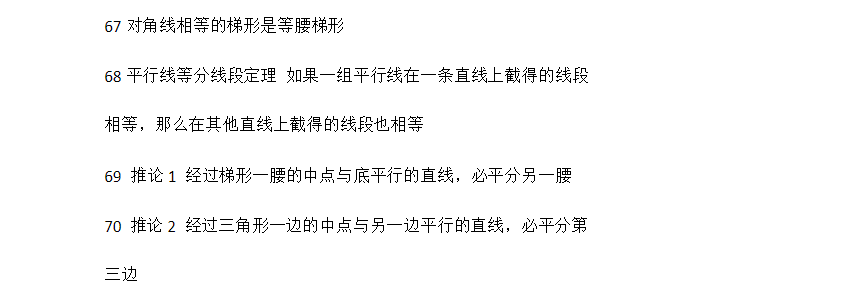 67 对角线相等的梯形是等腰梯形
68 平行线等分线段定理 如果一组平行线在一条直线上截得的线段
相等，那么在其他直线上截得的线段也相等
69 推论 1 经过梯形一腰的中点与底平行的直线，必平分另一腰
70 推论 2 经过三角形一边的中点与另一边平行的直线，必平分第
三边